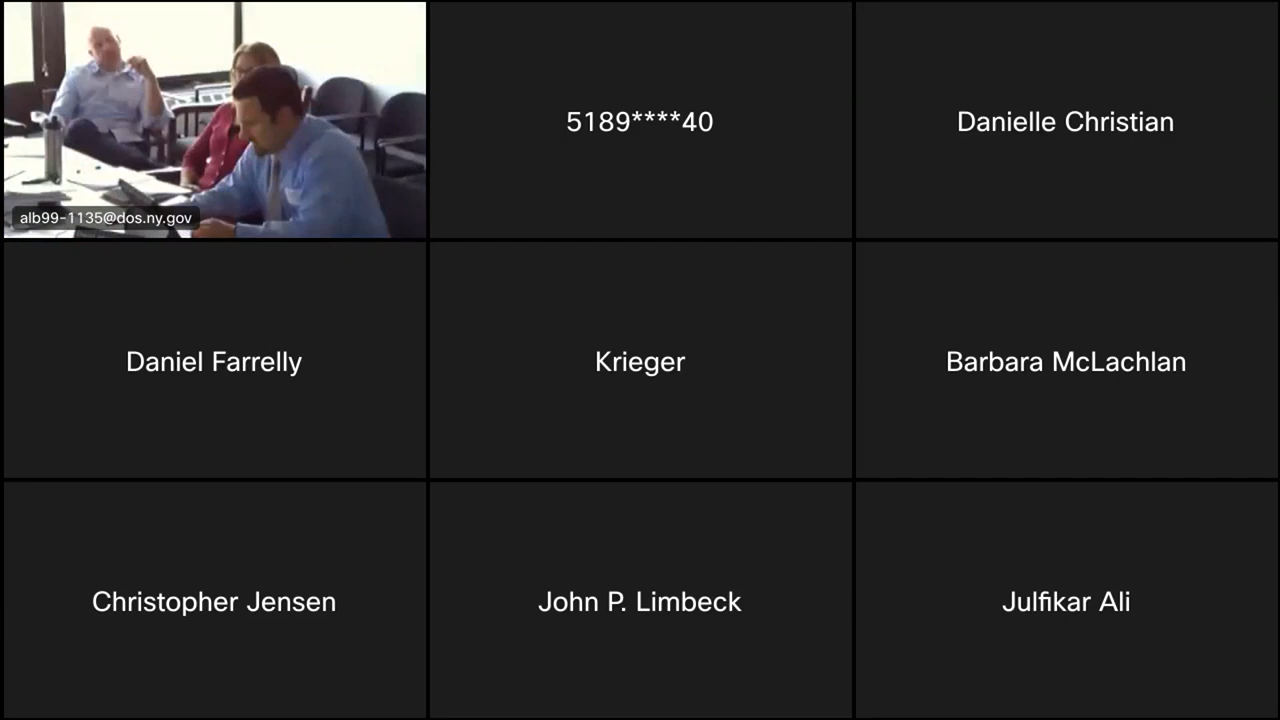 alb99-1135@dos.ny.gov
5189****40
Danielle Christian
Daniel Farrelly
Krieger
Barbara McLachlan
Christopher Jensen
John P. Limbeck
Julfikar Ali